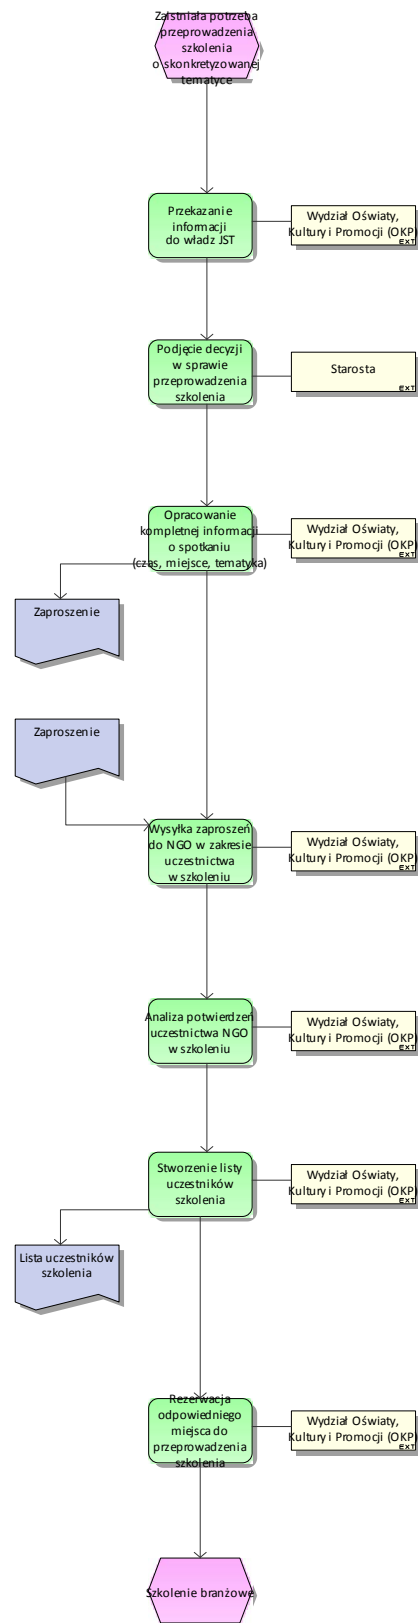 Zaistniała potrzeba
przeprowadzenia
szkolenia
o skonkretyzowanej
tematyce
Przekazanie
informacji
do władz JST
Wydział Oświaty,
Kultury i Promocji (OKP)
EXT
Podjęcie decyzji
w sprawie
przeprowadzenia
szkolenia
Starosta
EXT
Opracowanie
kompletnej informacji
o spotkaniu
(czas, miejsce, tematyka)
Wydział Oświaty,
Kultury i Promocji (OKP)
EXT
Zaproszenie
Zaproszenie
Wysyłka zaproszeń
do NGO w zakresie
uczestnictwa
w szkoleniu
Wydział Oświaty,
Kultury i Promocji (OKP)
EXT
Analiza potwierdzeń
uczestnictwa NGO
w szkoleniu
Wydział Oświaty,
Kultury i Promocji (OKP)
EXT
Stworzenie listy
uczestników
szkolenia
Wydział Oświaty,
Kultury i Promocji (OKP)
EXT
Lista uczestników
szkolenia
Rezerwacja
odpowiedniego
miejsca do
przeprowadzenia
szkolenia
Wydział Oświaty,
Kultury i Promocji (OKP)
EXT
Szkolenie branżowe